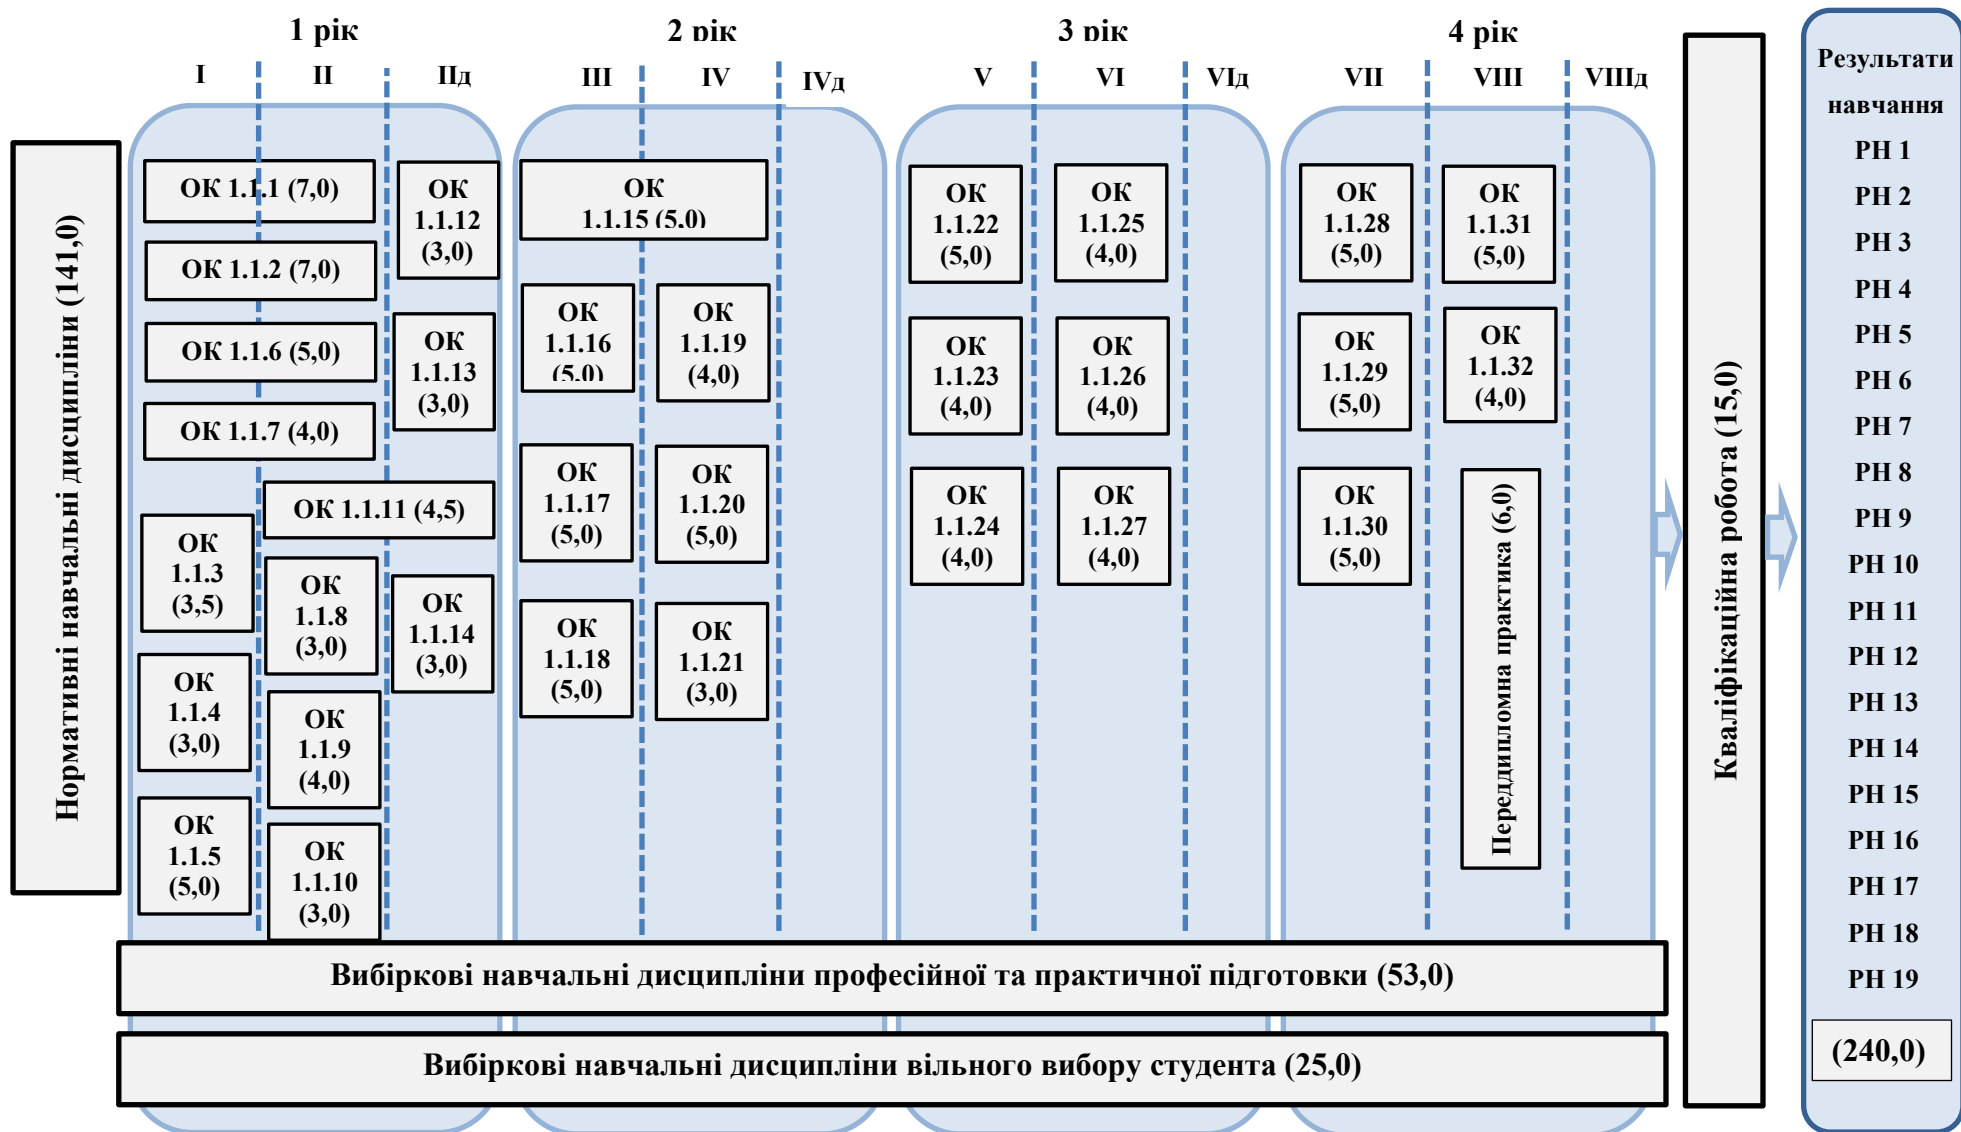 1 рік
2 рік
3 рік
4 рік
I
II
IIд
III
IV
IVд
V
VI
VIд
VII
VIII
VIIIд
Нормативні навчальні дисципліни (141,0)
ОК 1.1.1 (7,0)
ОК 1.1.2 (7,0)
ОК 1.1.6 (5,0)
ОК 1.1.7 (4,0)
ОК 1.1.11 (4,5)
ОК
1.1.3
(3,5)
ОК
1.1.4
(3,0)
ОК
1.1.5
(5,0)
ОК
1.1.8
(3,0)
ОК
1.1.9
(4,0)
ОК
1.1.10
(3,0)
ОК
1.1.12
(3,0)
ОК
1.1.13
(3,0)
ОК
1.1.14
(3,0)
ОК
1.1.15 (5,0)
ОК
1.1.16
(5,0)
ОК
1.1.17
(5,0)
ОК
1.1.18
(5,0)
ОК
1.1.19
(4,0)
ОК
1.1.20
(5,0)
ОК
1.1.21
(3,0)
ОК
1.1.22
(5,0)
ОК
1.1.23
(4,0)
ОК
1.1.24
(4,0)
ОК
1.1.25
(4,0)
ОК
1.1.26
(4,0)
ОК
1.1.27
(4,0)
ОК
1.1.28
(5,0)
ОК
1.1.29
(5,0)
ОК
1.1.30
(5,0)
ОК
1.1.31
(5,0)
ОК
1.1.32
(4,0)
Переддипломна практика (6,0)
Вибіркові навчальні дисципліни професійної та практичної підготовки (53,0)
Вибіркові навчальні дисципліни вільного вибору студента (25,0)
Кваліфікаційна робота (15,0)
Результати
навчання
РН 1
РН 2
РН 3
РН 4
РН 5
РН 6
РН 7
РН 8
РН 9
РН 10
РН 11
РН 12
РН 13
РН 14
РН 15
РН 16
РН 17
РН 18
РН 19
(240,0)